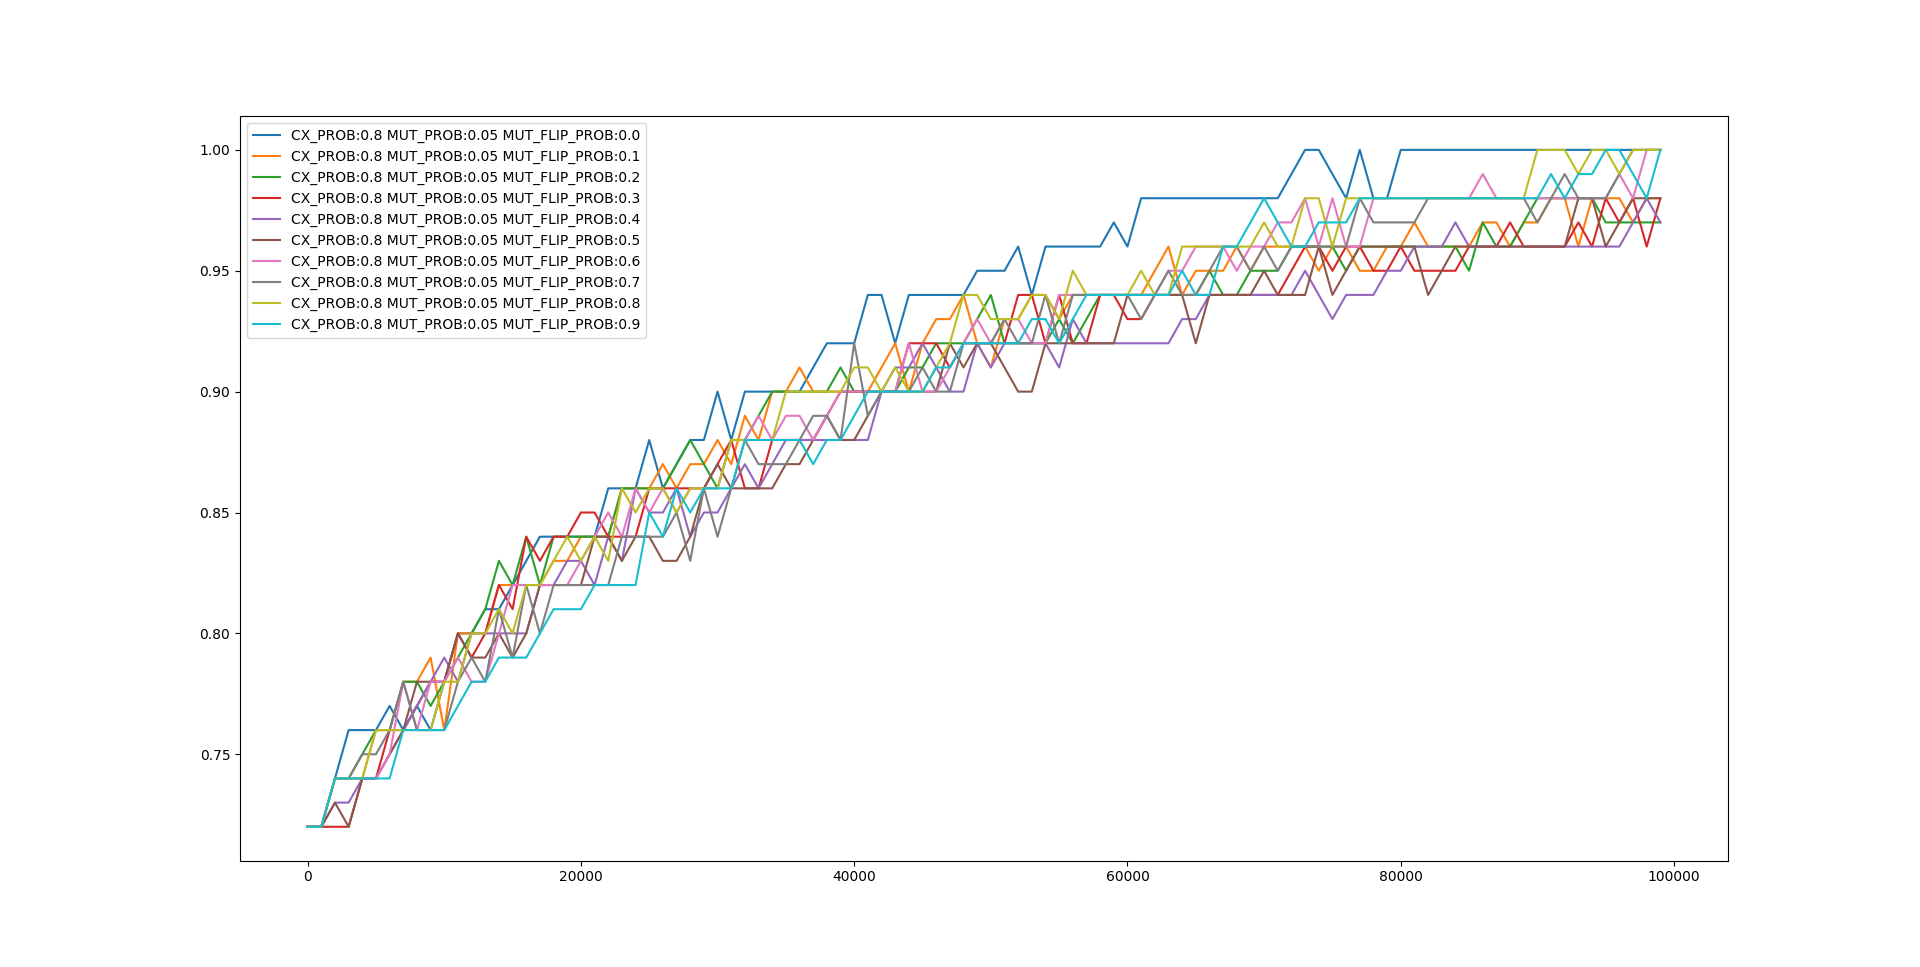 CX_PROB:0.8 MUT_PROB:0.05 MUT_FLIP_PROB:0.0
CX_PROB:0.8 MUT_PROB:0.05 MUT_FLIP_PROB:0.1
CX_PROB:0.8 MUT_PROB:0.05 MUT_FLIP_PROB:0.2
CX_PROB:0.8 MUT_PROB:0.05 MUT_FLIP_PROB:0.3
CX_PROB:0.8 MUT_PROB:0.05 MUT_FLIP_PROB:0.4
CX_PROB:0.8 MUT_PROB:0.05 MUT_FLIP_PROB:0.5
CX_PROB:0.8 MUT_PROB:0.05 MUT_FLIP_PROB:0.6
CX_PROB:0.8 MUT_PROB:0.05 MUT_FLIP_PROB:0.7
CX_PROB:0.8 MUT_PROB:0.05 MUT_FLIP_PROB:0.8
CX_PROB:0.8 MUT_PROB:0.05 MUT_FLIP_PROB:0.9
1.00
0.95
0.90
0.85
0.80
0.75
0 20000 40000 60000 80000 100000